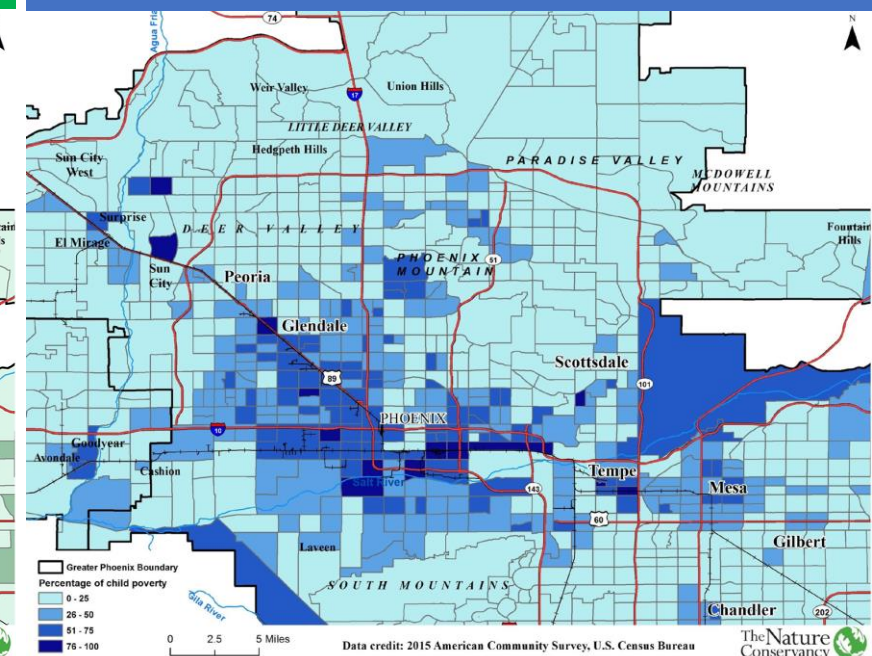 74
N
Agua Fria
Weir Valley
Union Hills
17
LITTLE DEER VALLEY
Hedgpeth Hills
PARADISE VALLEY
Sun City
West
MCDOWELL
MOUNTAINS
Surprise
DEER VALLEY
El Mirage
Fountain
Hills
Sun
City
Peoria
PHOENIX
MOUNTAIN
51
Glendale
Scottsdale
89
101
PHOENIX
10
Goodyear
Avondale
Cashion
Tempe
Mesa
Salt River
143
60
Gilbert
Laveen
SOUTH MOUNTAINS
Chandler
202
Gila River
Greater Phoenix Boundary
Percentage of child poverty
0 - 25
26 - 50
51 - 75
76 - 100
0 2.5 5 Miles
Data credit: 2015 American Community Survey, U.S. Census Bureau
The Nature
Conservancy